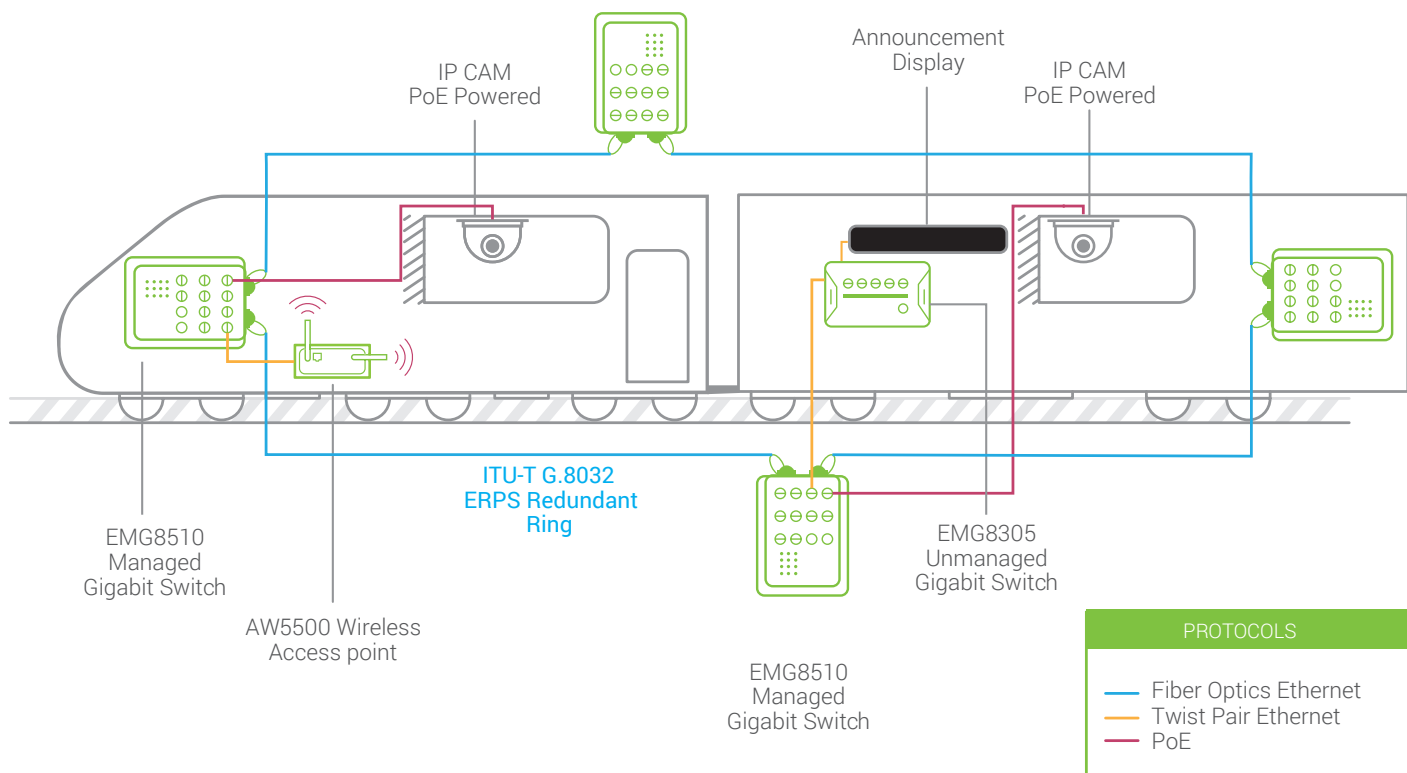 Announcement
Display
IP CAM
PoE Powered
IP CAM
PoE Powered
ITU-T G.8032
ERPS Redundant
Ring
EMG8510
Managed
Gigabit Switch
EMG8305
Unmanaged
Gigabit Switch
AW5500 Wireless
Access point
EMG8510
Managed
Gigabit Switch
PROTOCOLS
Fiber Optics Ethernet
Twist Pair Ethernet
PoE